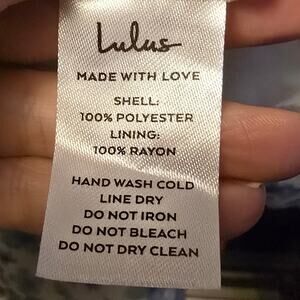 Lulus
MADE WITH LOVE
SHELL:
100% POLYESTER
LINING:
100% RAYON
HAND WASH COLD
LINE DRY
DO NOT IRON
DO NOT BLEACH
DO NOT DRY CLEAN